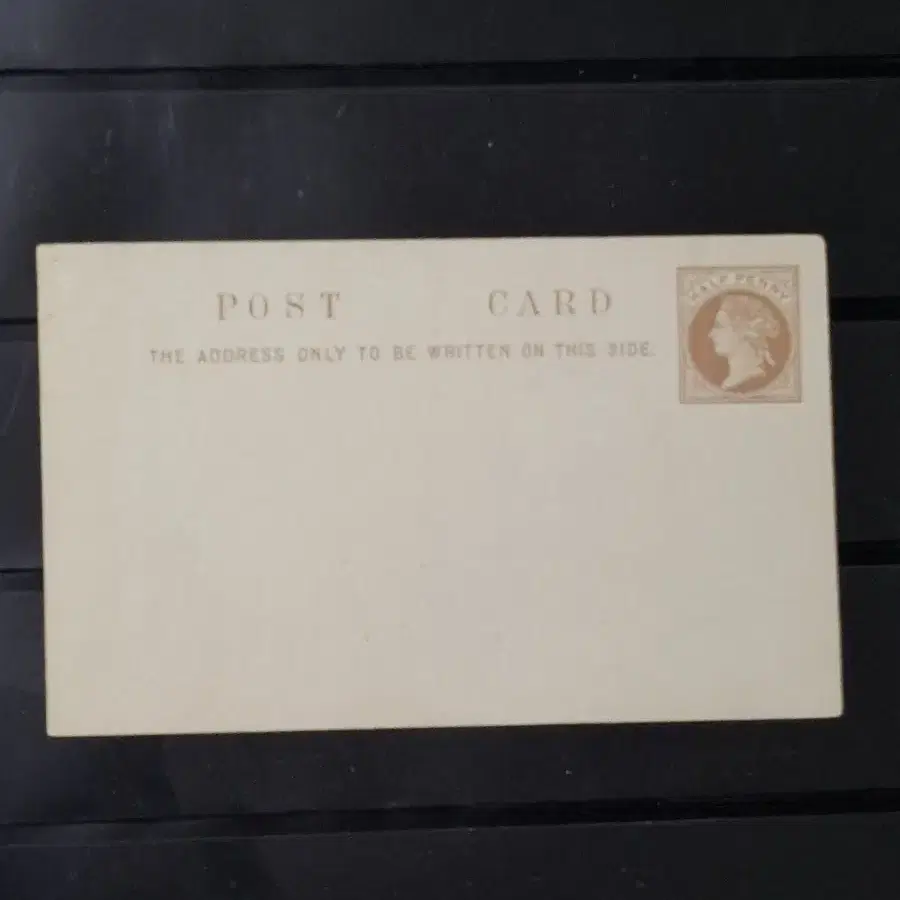 POST CARD
THE ADDRESS ONLY TO BE WRITTEN ON THIS SIDE.
HALF PENNY